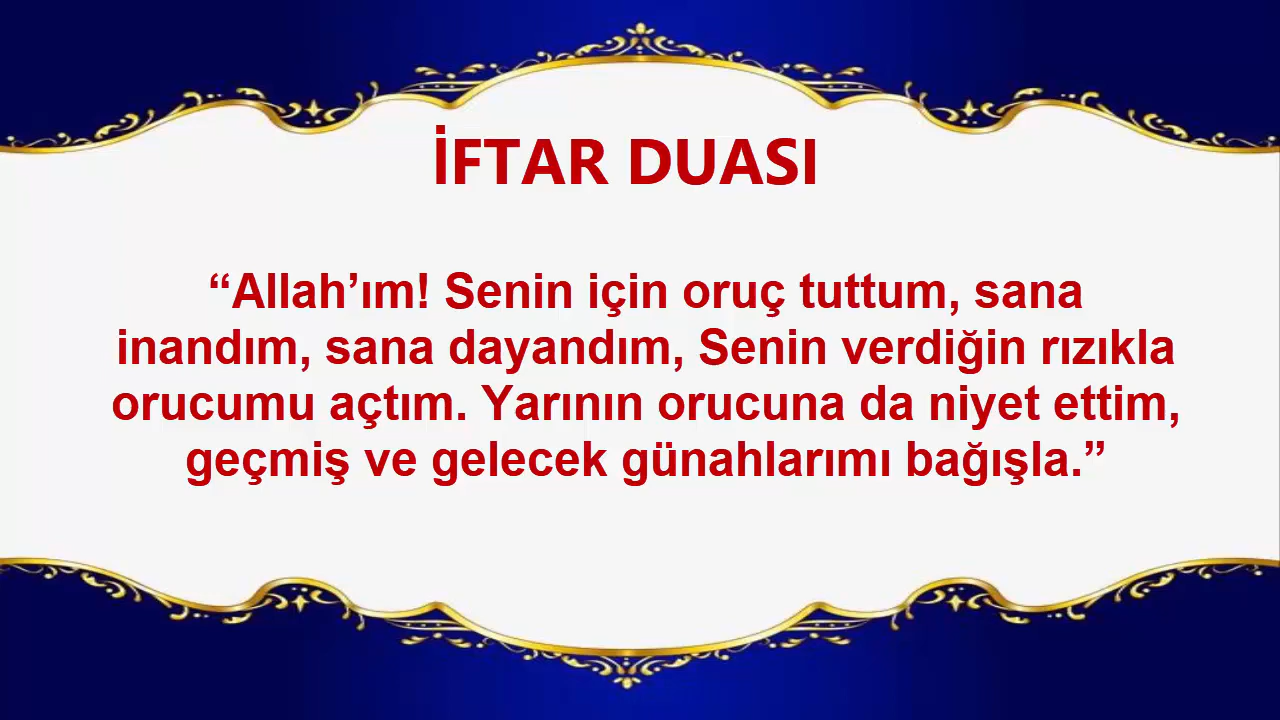 İFTAR DUASI
“Allah’ım! Senin için oruç tuttum, sana
inandım, sana dayandım, Senin verdiğin rızıkla
orucumu açtım. Yarının orucuna da niyet ettim,
geçmiş ve gelecek günahlarımı bağışla.”